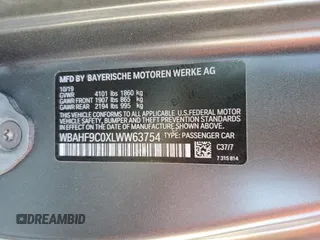 MFD BY BAYERISCHE MOTOREN WERKE AG
10/19
GVWR 4101 lbs 1860 kg
GAWR FRONT 1907 lbs 865 kg
GAWR REAR 2194 lbs 995 kg
THIS VEHICLE CONFORMS TO ALL APPLICABLE U.S. FEDERAL MOTOR
VEHICLE SAFETY, BUMPER, AND THEFT PREVENTION STANDARDS
IN EFFECT ON THE DATE OF MANUFACTURE SHOWN ABOVE.
WBAHF9C0XLWW63754 TYPE: PASSENGER CAR
C37/7
7 315 814
DREAMBID